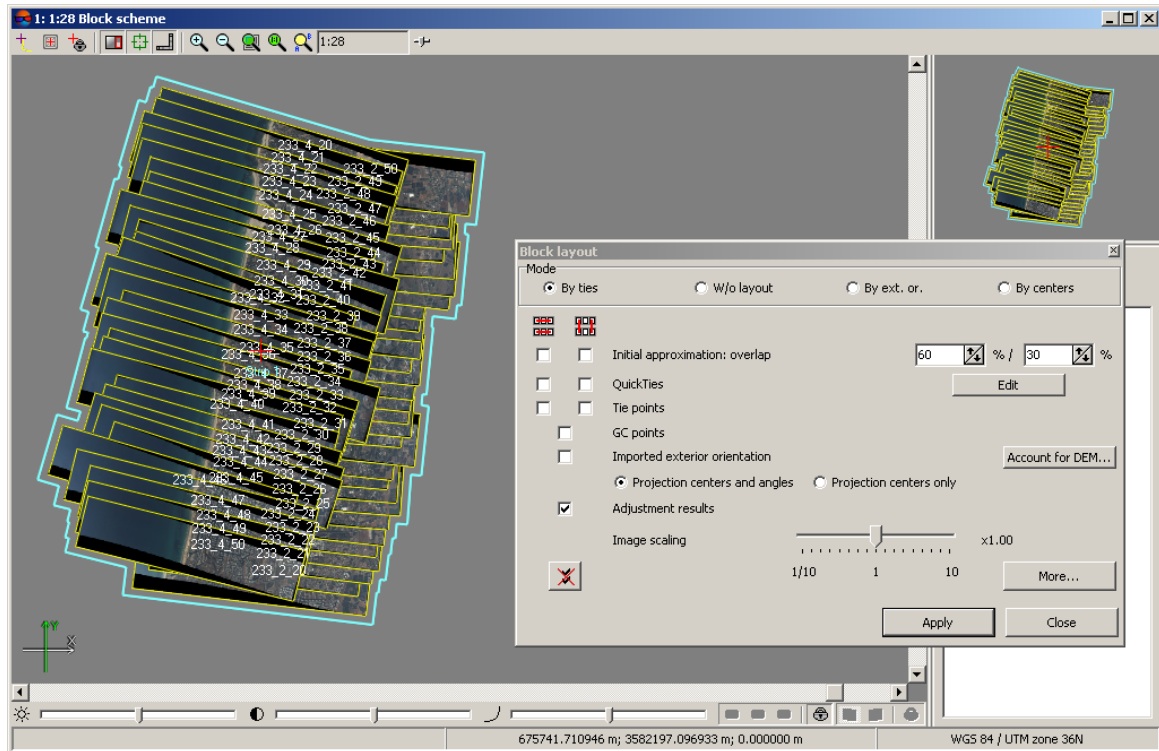 1: 1:28 Block scheme
1:28
233_4_20
233_4_21
233_4_22 233_2_50
233_4_23 233_2_49
233_4_24 233_2_48
233_2_47
233_4_25 233_2_46
233_4_26
233_4_27 233_2_45
233_4_28 233_2_44
233_4_29 233_2_43
233_2_42
233_4_30 233_2_41
233_2_40
233_4_33 233_2_39
233_4_34 233_2_38
233_4_35 233_2_37
233_4_36 233_2_36
233_2_35
233_4_38 233_2_34
233_4_39 233_2_33
233_4_40 233_2_32
233_4_41 233_2_31
233_4_42 233_2_30
233_4_43 233_2_29
233_4_44 233_2_28
233_4_45 233_2_27
233_2_26
233_4_47 233_2_25
233_4_48 233_2_24
233_4_49 233_2_23
233_4_50 233_2_22
233_2_21
233_2_20
Y
X
Block layout
Mode
By ties
W/o layout
By ext. or.
By centers
Initial approximation: overlap
60 % / 30 %
QuickTies
Edit
Tie points
GC points
Imported exterior orientation
Account for DEM...
Projection centers and angles
Projection centers only
Adjustment results
Image scaling
x1.00
1/10 1 10
More...
Apply
Close
675741.710946 m; 3582197.096933 m; 0.000000 m
WGS 84 / UTM zone 36N